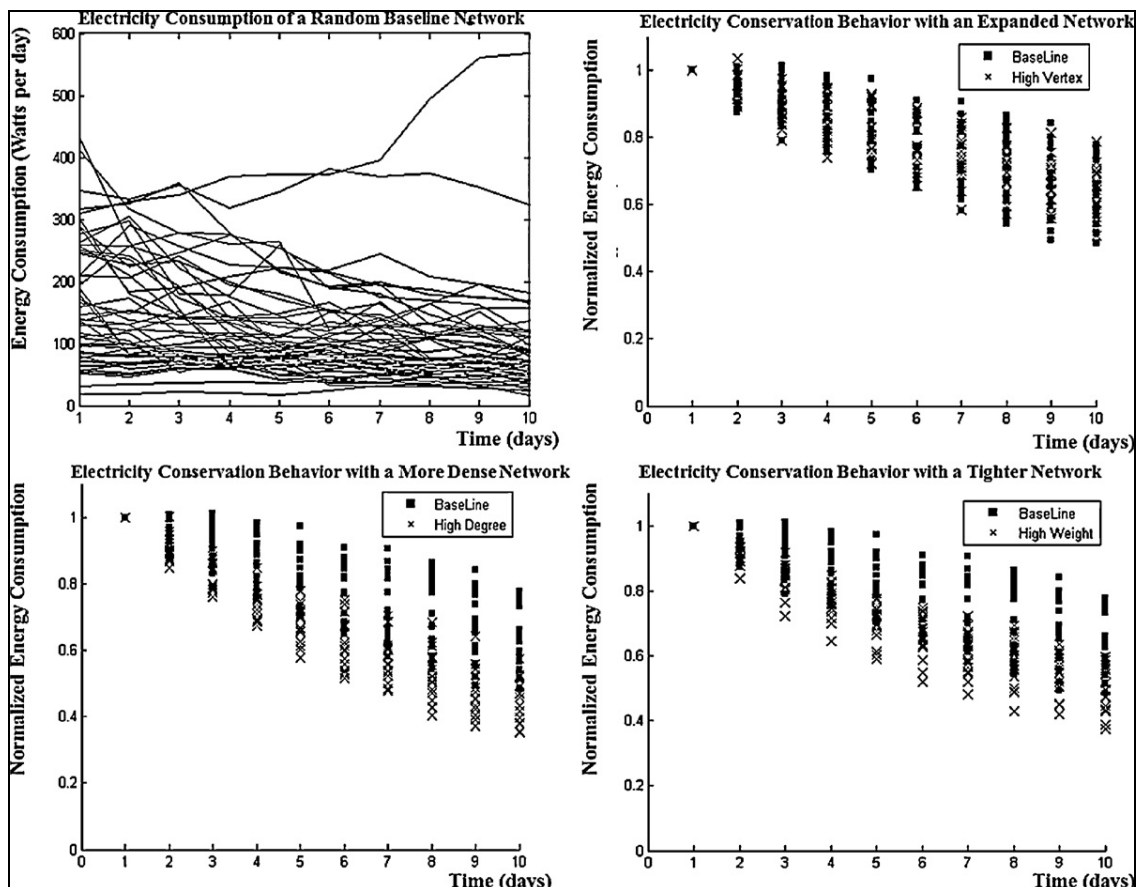 Electricity Consumption of a Random Baseline Network
Energy Consumption (Watts per day)
600
500
400
300
200
100
0
1 2 3 4 5 6 7 8 9 10
Time (days)
Electricity Conservation Behavior with an Expanded Network
Normalized Energy Consumption
BaseLine
High Vertex
1
0.8
0.6
0.4
0.2
0
0 1 2 3 4 5 6 7 8 9 10
Time (days)
Electricity Conservation Behavior with a More Dense Network
Normalized Energy Consumption
BaseLine
High Degree
1
0.8
0.6
0.4
0.2
0
0 1 2 3 4 5 6 7 8 9 10
Time (days)
Electricity Conservation Behavior with a Tighter Network
Normalized Energy Consumption
BaseLine
High Weight
1
0.8
0.6
0.4
0.2
0
0 1 2 3 4 5 6 7 8 9 10
Time (days)